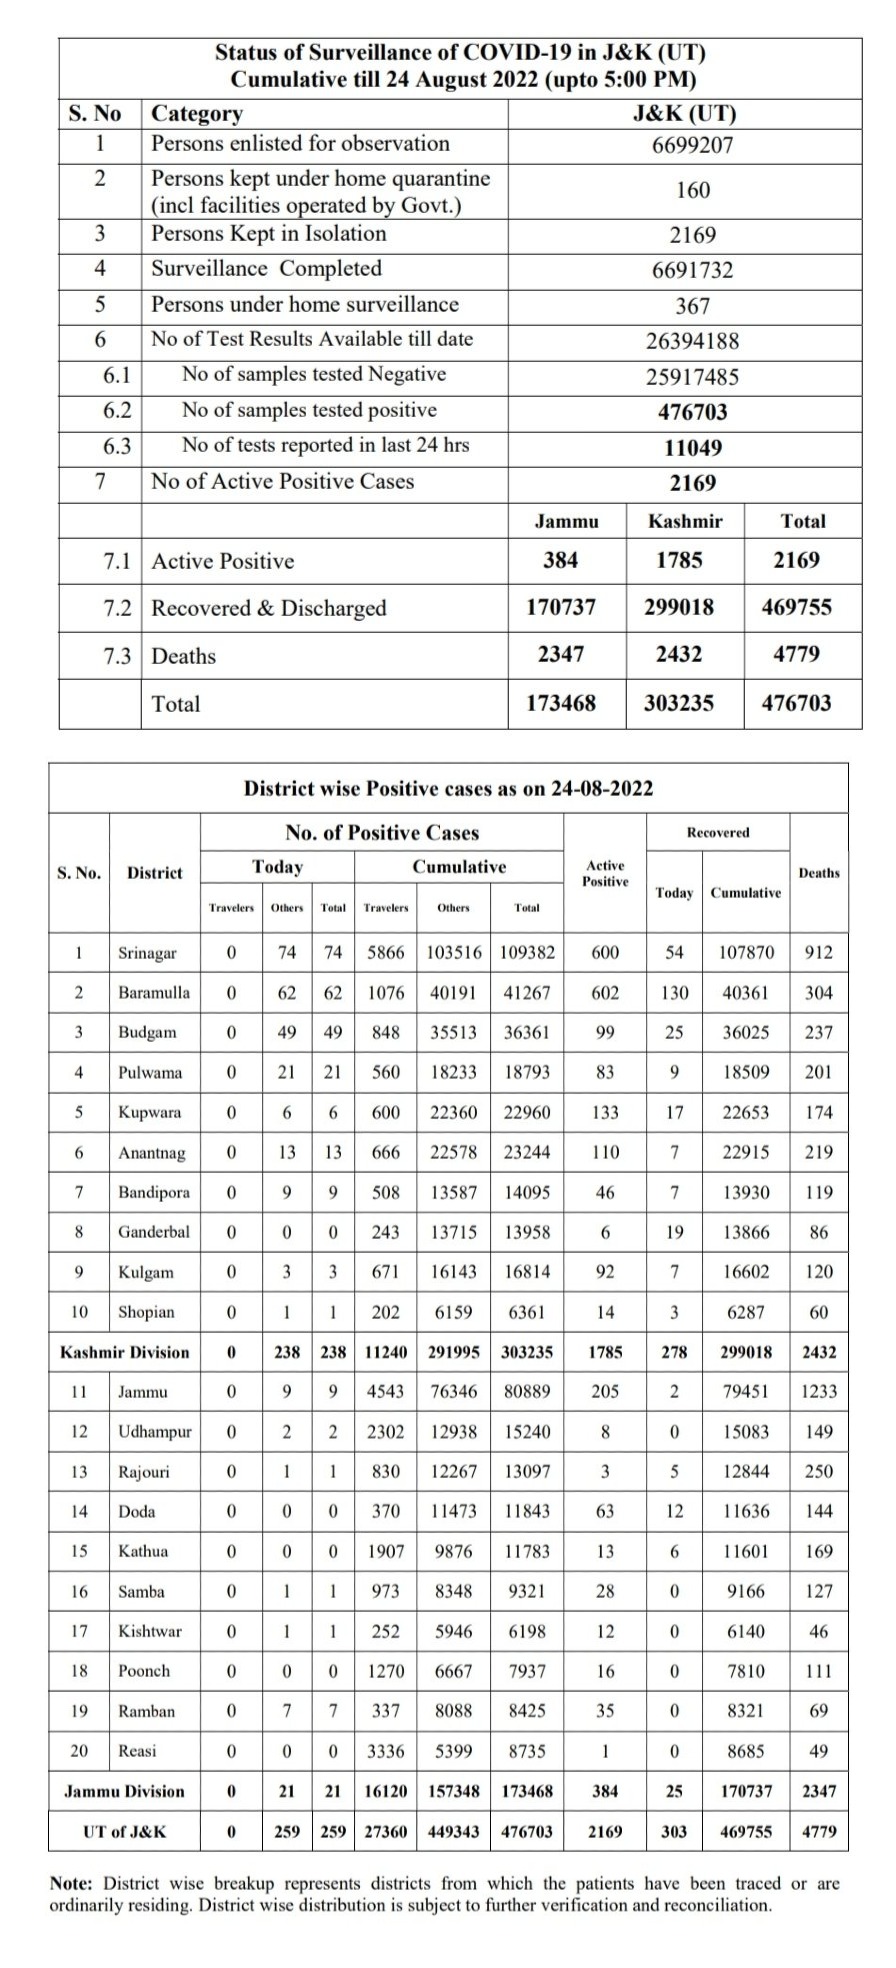 Status of Surveillance of COVID-19 in J&K (UT)
Cumulative till 24 August 2022 (upto 5:00 PM)
S. No Category J&K (UT)
1 Persons enlisted for observation 6699207
2 Persons kept under home quarantine
(incl facilities operated by Govt.) 160
3 Persons Kept in Isolation 2169
4 Surveillance Completed 6691732
5 Persons under home surveillance 367
6 No of Test Results Available till date 26394188
6.1 No of samples tested Negative 25917485
6.2 No of samples tested positive 476703
6.3 No of tests reported in last 24 hrs 11049
7 No of Active Positive Cases 2169
Jammu Kashmir Total
7.1 Active Positive 384 1785 2169
7.2 Recovered & Discharged 170737 299018 469755
7.3 Deaths 2347 2432 4779
Total 173468 303235 476703
District wise Positive cases as on 24-08-2022
S. No. District No. of Positive Cases Active Positive Recovered Deaths
Today Cumulative Today Cumulative
Travelers Others Total Travelers Others Total
1 Srinagar 0 74 74 5866 103516 109382 600 54 107870 912
2 Baramulla 0 62 62 1076 40191 41267 602 130 40361 304
3 Budgam 0 49 49 848 35513 36361 99 25 36025 237
4 Pulwama 0 21 21 560 18233 18793 83 9 18509 201
5 Kupwara 0 6 6 600 22360 22960 133 17 22653 174
6 Anantnag 0 13 13 666 22578 23244 110 7 22915 219
7 Bandipora 0 9 9 508 13587 14095 46 7 13930 119
8 Ganderbal 0 0 0 243 13715 13958 6 19 13866 86
9 Kulgam 0 3 3 671 16143 16814 92 7 16602 120
10 Shopian 0 1 1 202 6159 6361 14 3 6287 60
Kashmir Division 0 238 238 11240 291995 303235 1785 278 299018 2432
11 Jammu 0 9 9 4543 76346 80889 205 2 79451 1233
12 Udhampur 0 2 2 2302 12938 15240 8 0 15083 149
13 Rajouri 0 1 1 830 12267 13097 3 5 12844 250
14 Doda 0 0 0 370 11473 11843 63 12 11636 144
15 Kathua 0 0 0 1907 9876 11783 13 6 11601 169
16 Samba 0 1 1 973 8348 9321 28 0 9166 127
17 Kishtwar 0 1 1 252 5946 6198 12 0 6140 46
18 Poonch 0 0 0 1270 6667 7937 16 0 7810 111
19 Ramban 0 7 7 337 8088 8425 35 0 8321 69
20 Reasi 0 0 0 3336 5399 8735 1 0 8685 49
Jammu Division 0 21 21 16120 157348 173468 384 25 170737 2347
UT of J&K 0 259 259 27360 449343 476703 2169 303 469755 4779
Note: District wise breakup represents districts from which the patients have been traced or are
ordinarily residing. District wise distribution is subject to further verification and reconciliation.